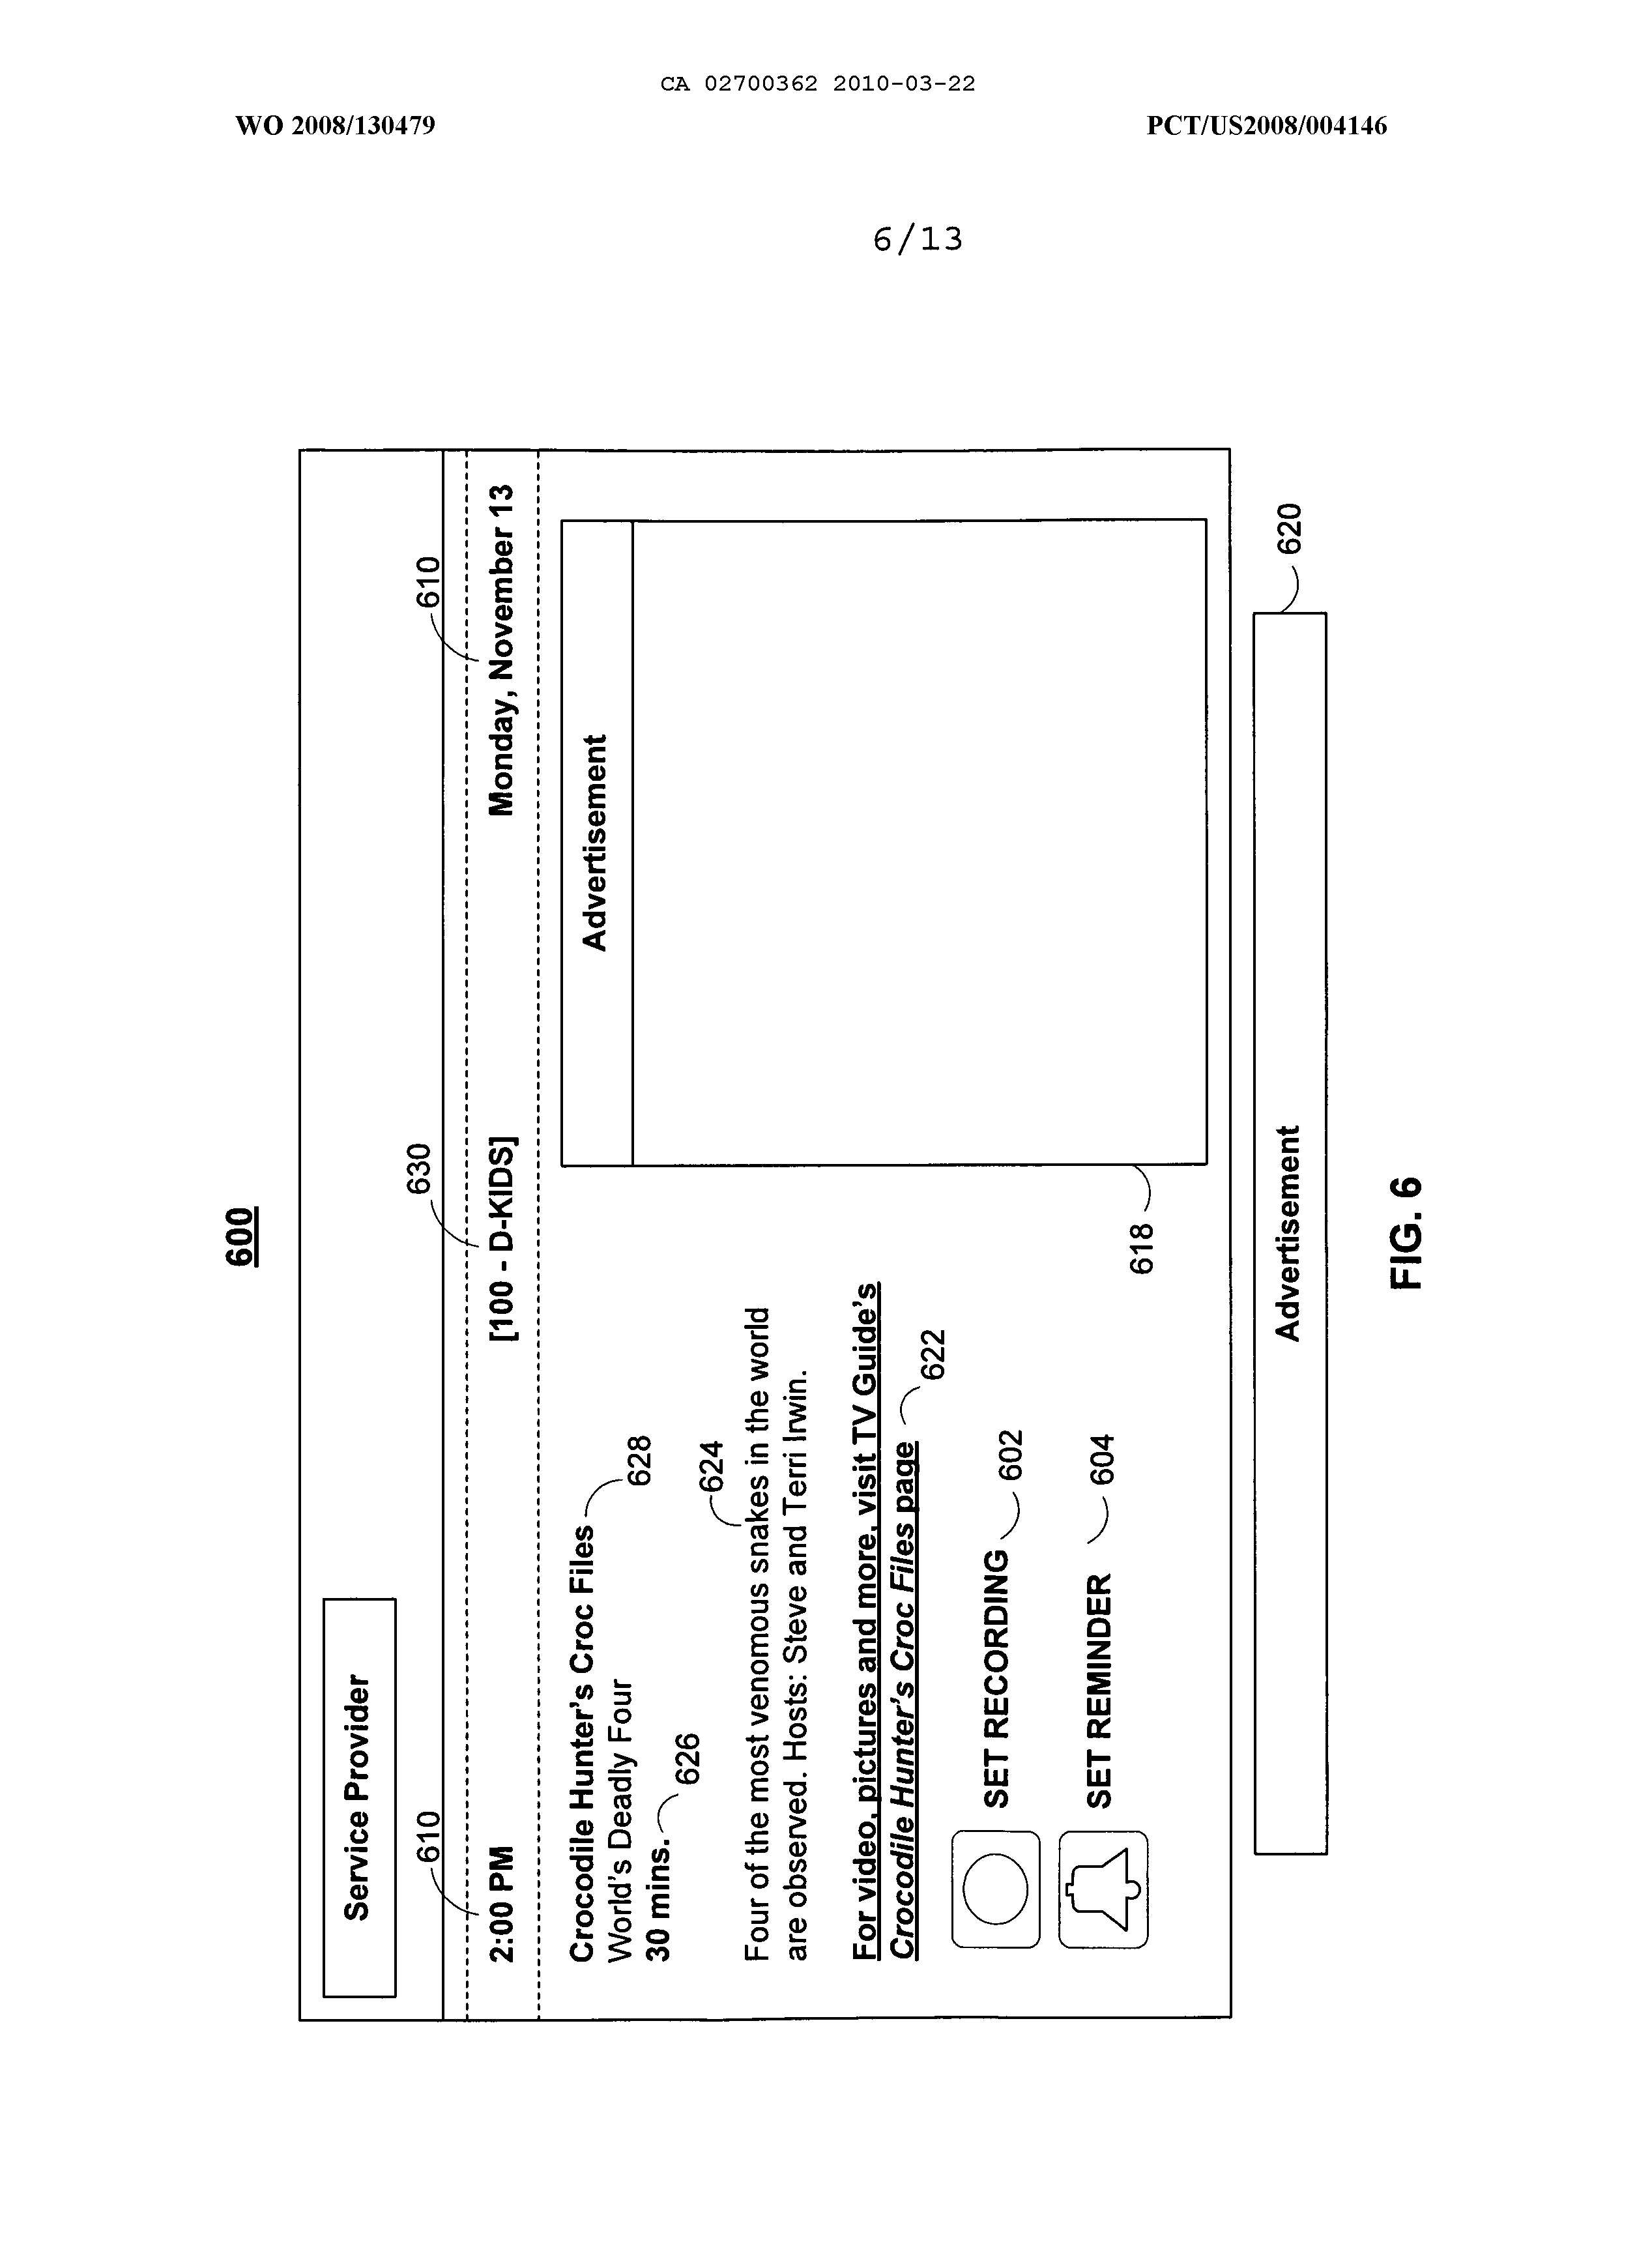 CA 02700362 2010-03-22
WO 2008/130479
PCT/US2008/004146
6/13
600
Service Provider
610
630
610
2:00 PM
[100 - D-KIDS]
Monday, November 13
Crocodile Hunter's Croc Files
628
World's Deadly Four
30 mins.
626
624
Four of the most venomous snakes in the world
are observed. Hosts: Steve and Terri Irwin.
For video, pictures and more, visit TV Guide's
Crocodile Hunter's Croc Files page
622
SET RECORDING
602
SET REMINDER
604
Advertisement
618
Advertisement
620
FIG. 6